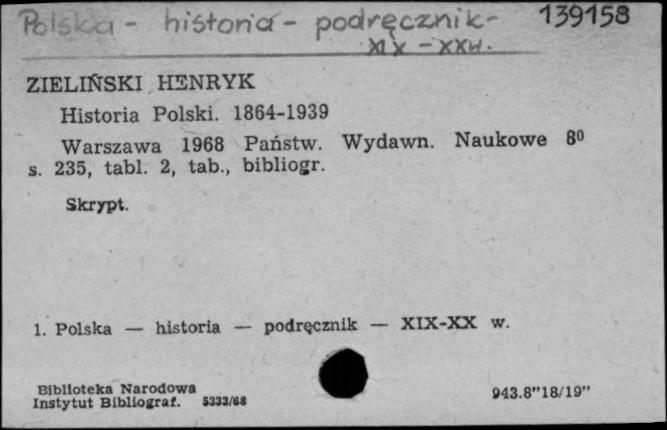 Polska - historia - podręcznik - 139158
XIX - XXw.
ZIELIŃSKI HENRYK
Historia Polski. 1864-1939
Warszawa 1968 Państw. Wydawn. Naukowe 8⁰
s. 235, tabl. 2, tab., bibliogr.
Skrypt.
1. Polska — historia — podręcznik — XIX-XX w.
Biblioteka Narodowa
Instytut Bibliograf. 5333/68
943.8"18/19"